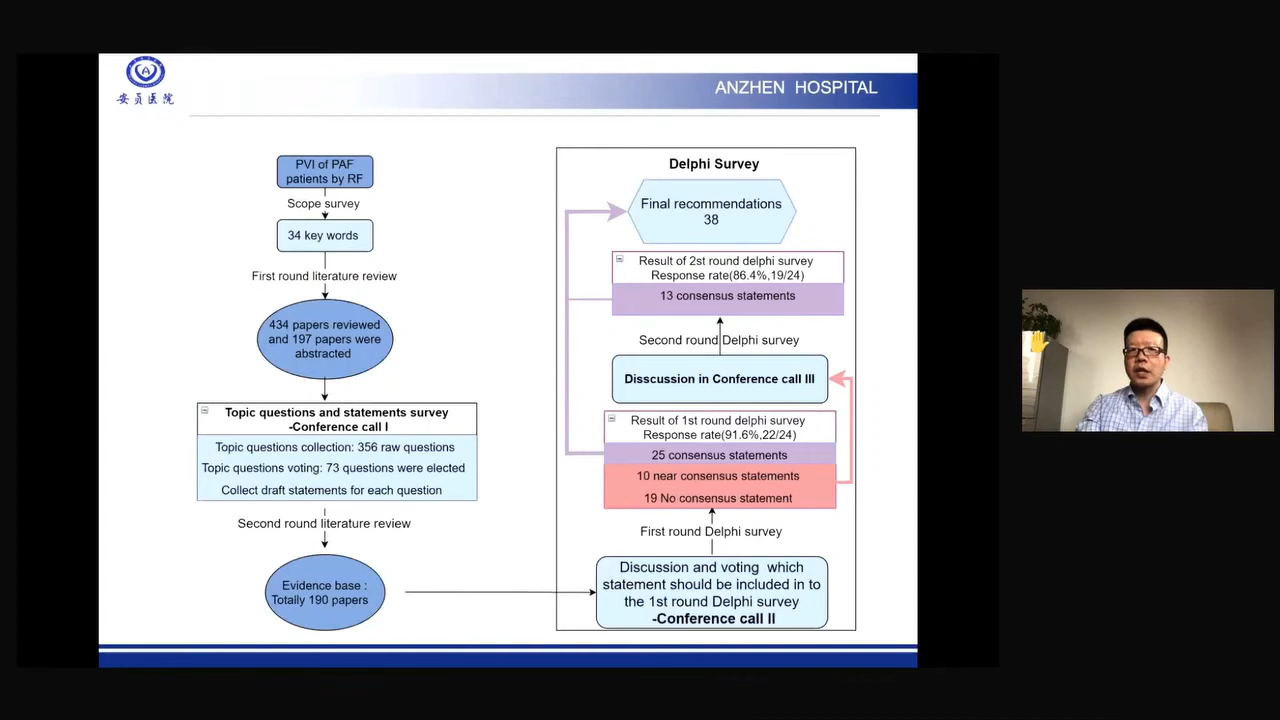 安贞医院
ANZHEN HOSPITAL
PVI of PAF
patients by RF
Scope survey
34 key words
First round literature review
434 papers reviewed
and 197 papers were
abstracted
Topic questions and statements survey
-Conference call I
Topic questions collection: 356 raw questions
Topic questions voting: 73 questions were elected
Collect draft statements for each question
Second round literature review
Evidence base :
Totally 190 papers
Delphi Survey
Final recommendations
38
Result of 2st round delphi survey
Response rate(86.4%,19/24)
13 consensus statements
Second round Delphi survey
Disscussion in Conference call III
Result of 1st round delphi survey
Response rate(91.6%,22/24)
25 consensus statements
10 near consensus statements
19 No consensus statement
First round Delphi survey
Discussion and voting which
statement should be included in to
the 1st round Delphi survey
-Conference call II